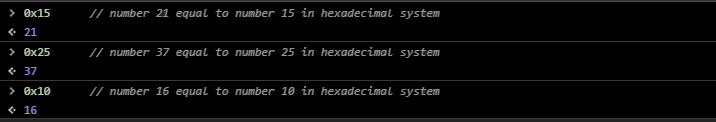 > 0x15 // number 21 equal to number 15 in hexadecimal system
21
> 0x25 // number 37 equal to number 25 in hexadecimal system
37
> 0x10 // number 16 equal to number 10 in hexadecimal system
16